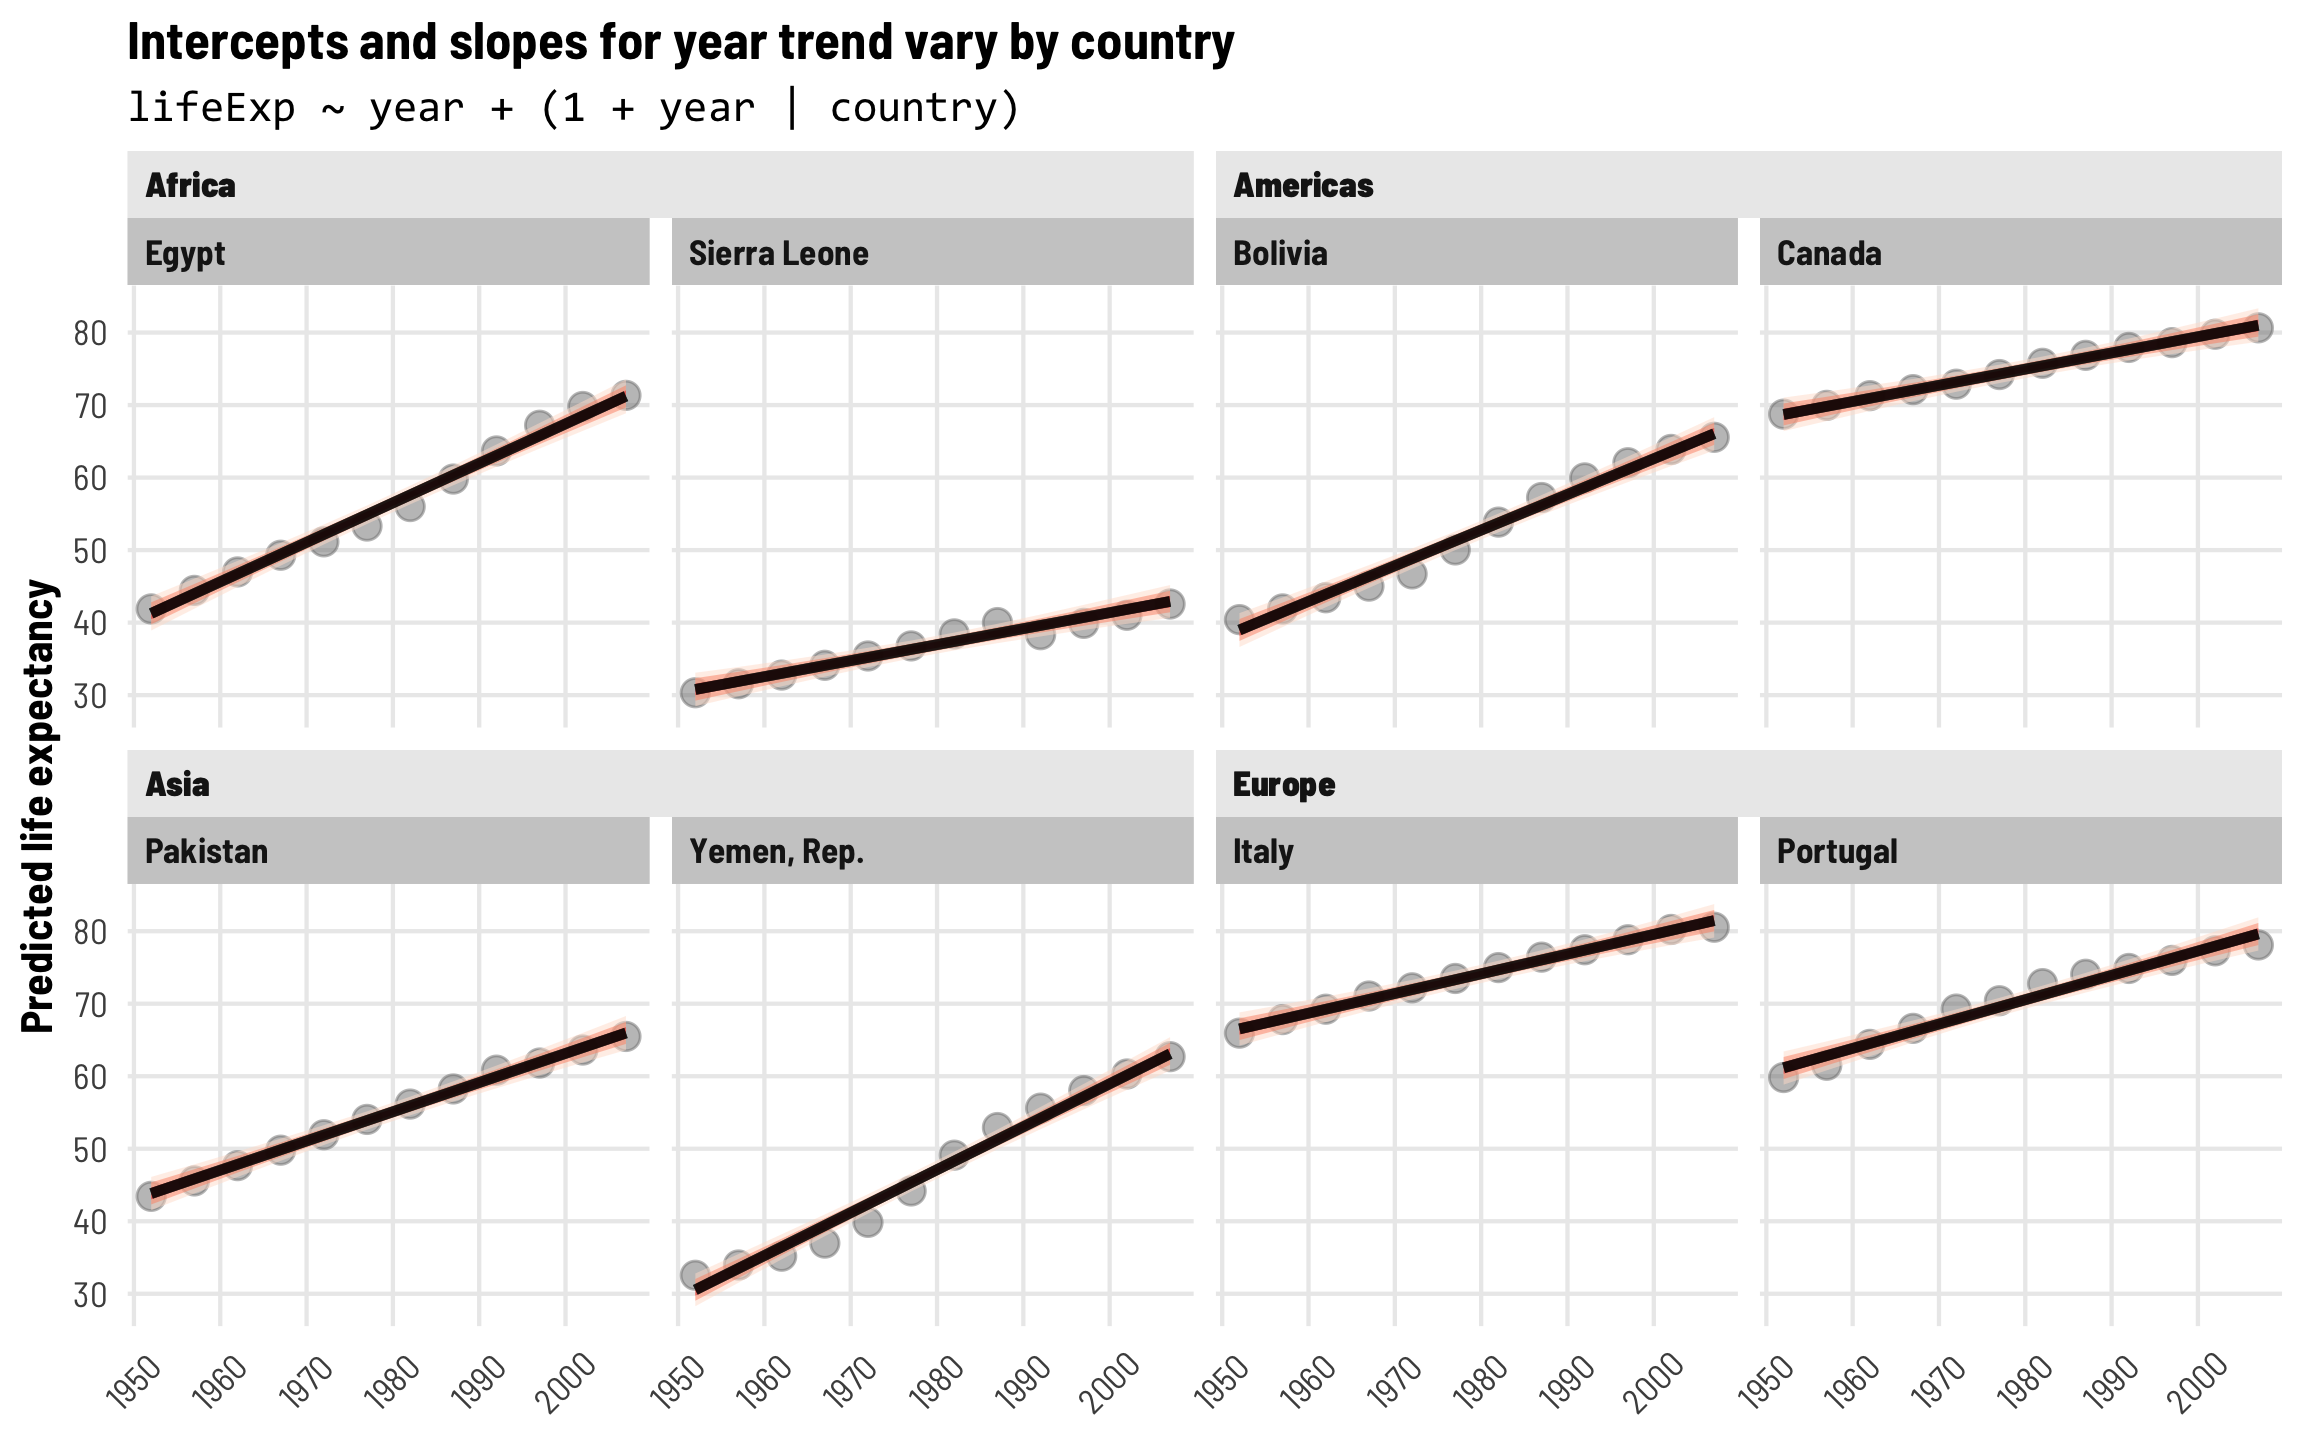 Intercepts and slopes for year trend vary by country
lifeExp ~ year + (1 + year | country)
Africa
Americas
Egypt
Sierra Leone
Bolivia
Canada
80
70
60
50
40
30
Asia
Europe
Pakistan
Yemen, Rep.
Italy
Portugal
80
70
60
50
40
30
Predicted life expectancy
1950 1960 1970 1980 1990 2000
1950 1960 1970 1980 1990 2000
1950 1960 1970 1980 1990 2000
1950 1960 1970 1980 1990 2000